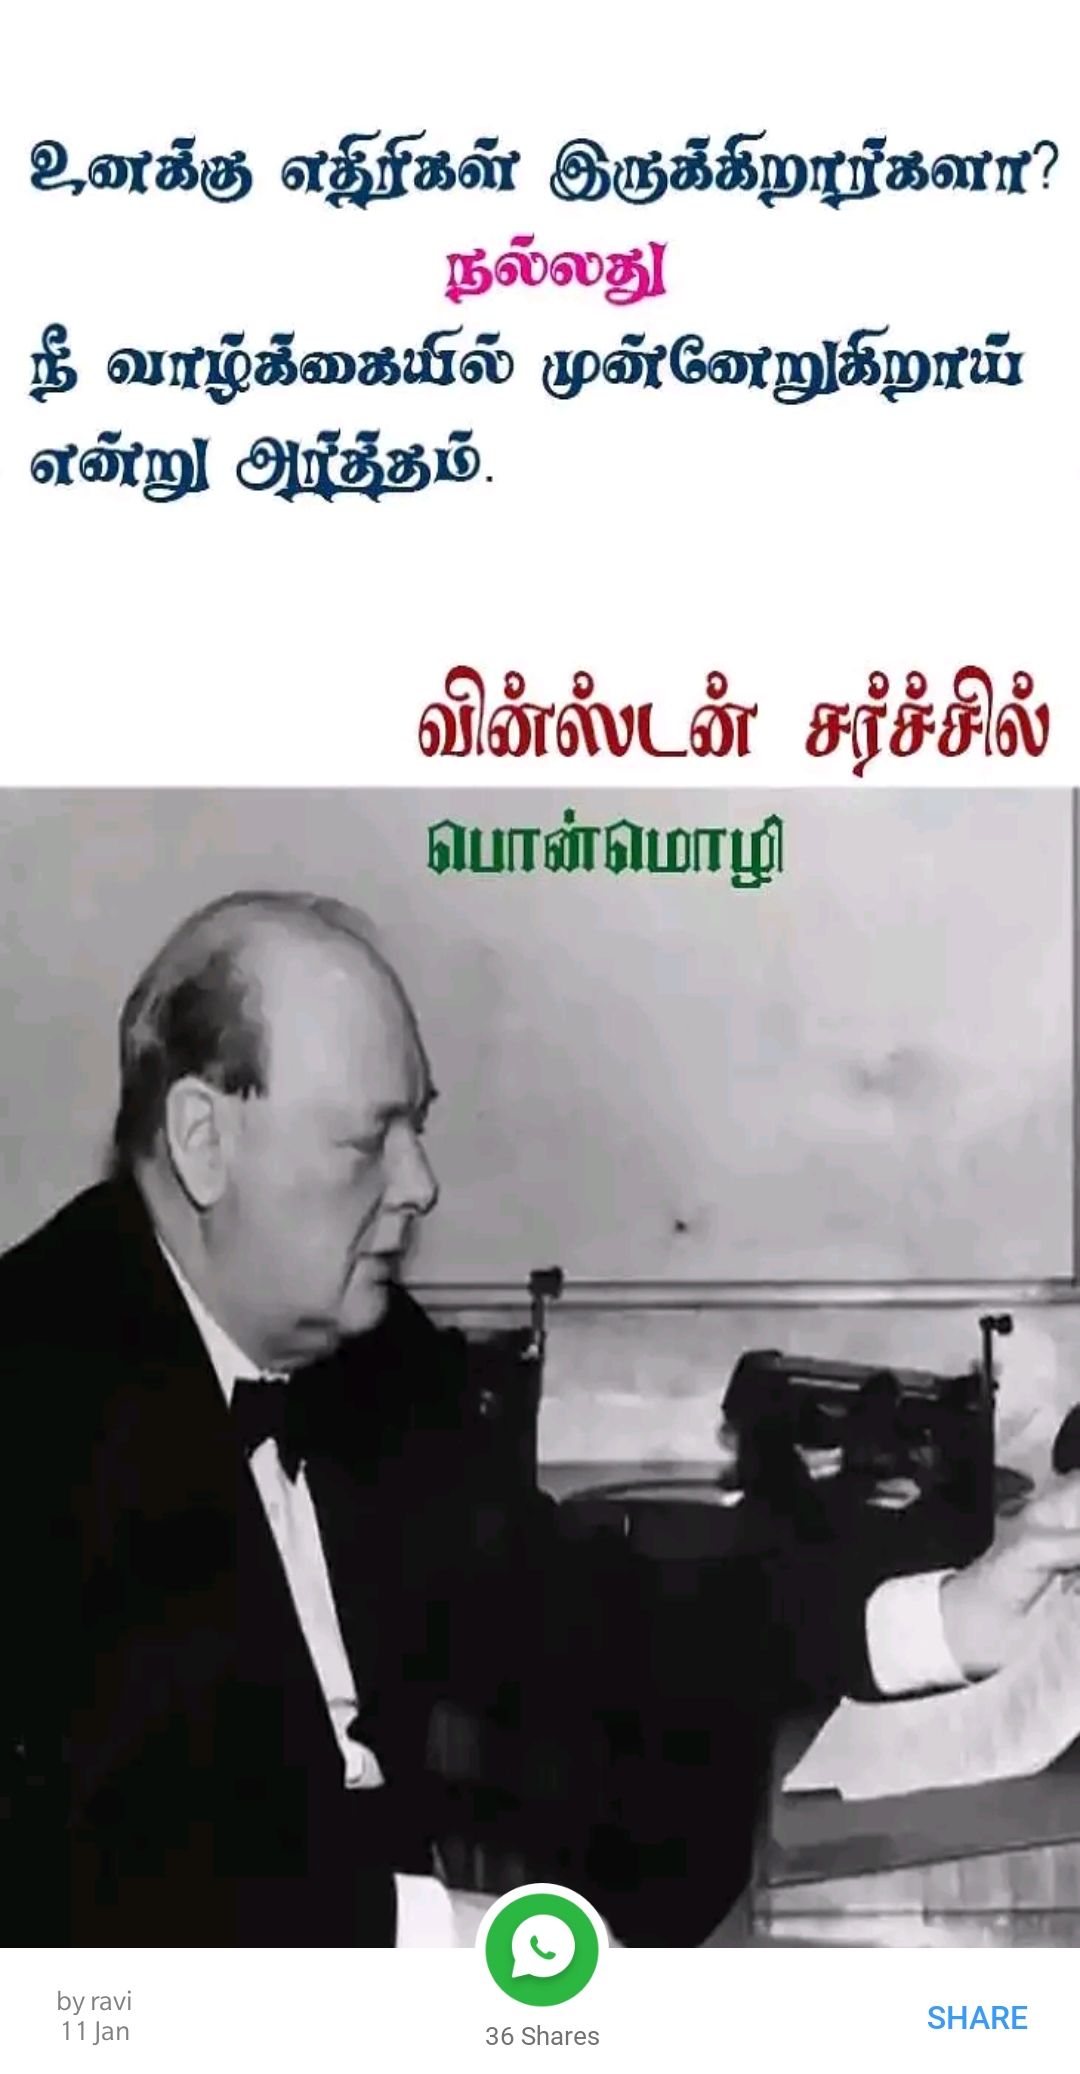 உனக்கு எதிரிகள் இருக்கிறார்களா?
நல்லது
நீ வாழ்க்கையில் முன்னேறுகிறாய்
என்று அர்த்தம்.
வின்ஸ்டன் சர்ச்சில்
பொன்மொழி
by ravi
11 Jan
36 Shares
SHARE